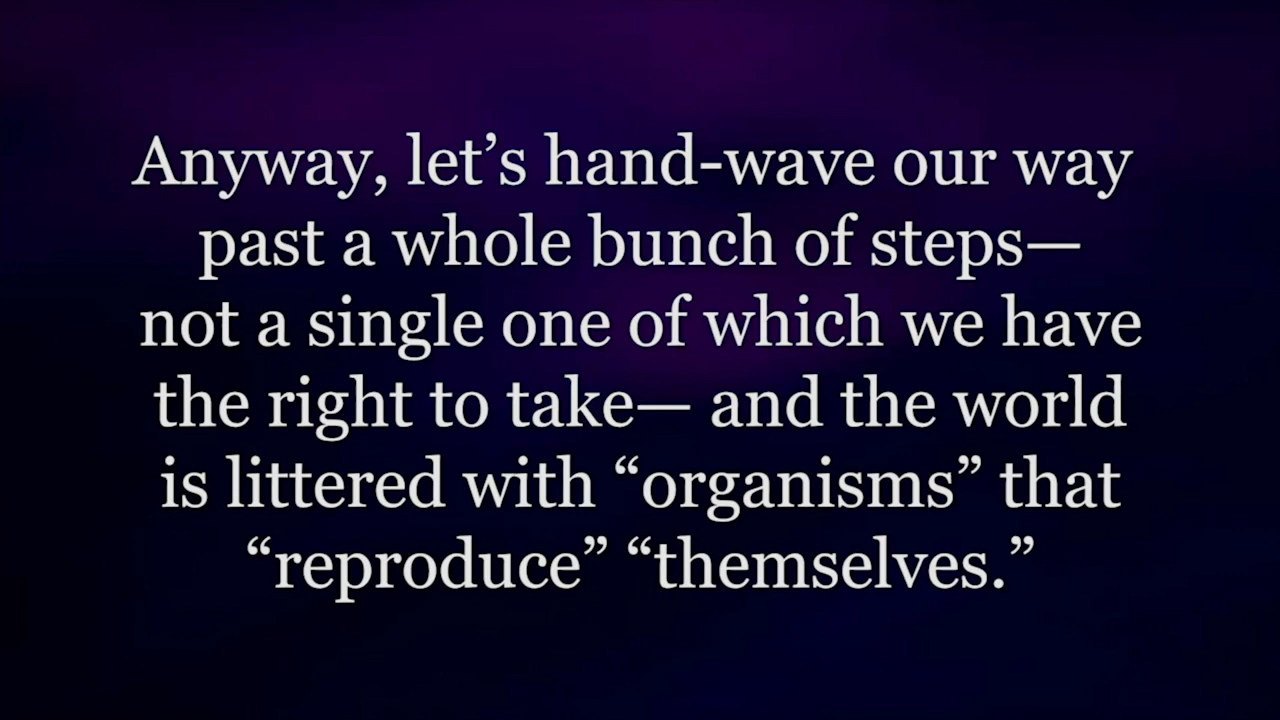 Anyway, let’s hand-wave our way
past a whole bunch of steps—
not a single one of which we have
the right to take— and the world
is littered with “organisms” that
“reproduce” “themselves.”